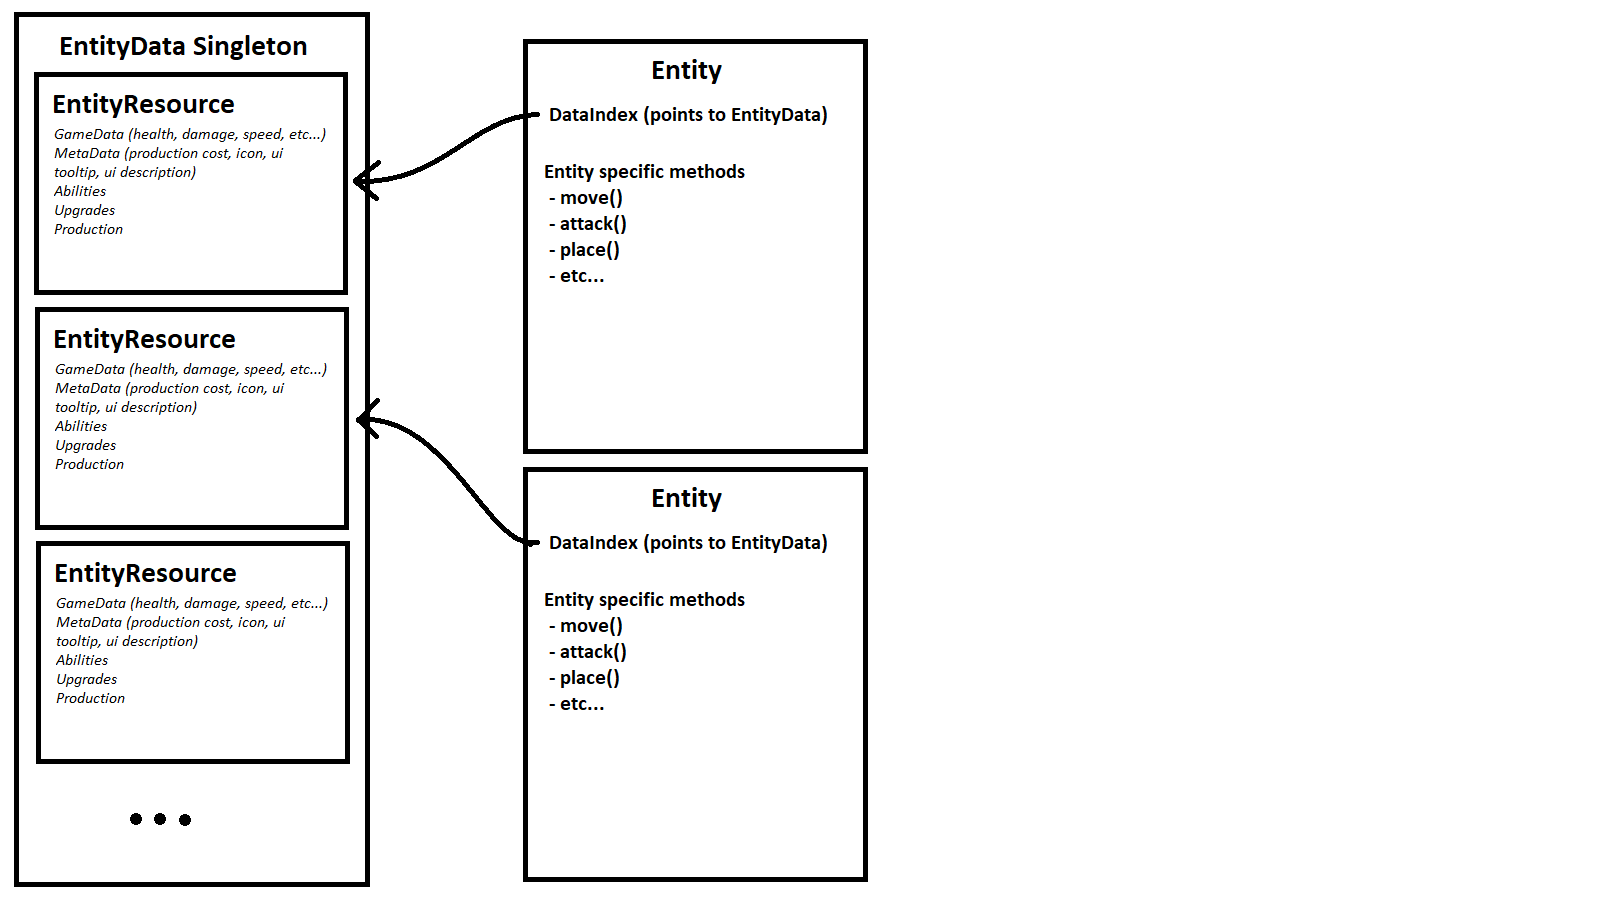 EntityData Singleton
EntityResource
GameData (health, damage, speed, etc...)
MetaData (production cost, icon, ui
tooltip, ui description)
Abilities
Upgrades
Production
EntityResource
GameData (health, damage, speed, etc...)
MetaData (production cost, icon, ui
tooltip, ui description)
Abilities
Upgrades
Production
EntityResource
GameData (health, damage, speed, etc...)
MetaData (production cost, icon, ui
tooltip, ui description)
Abilities
Upgrades
Production
Entity
DataIndex (points to EntityData)
Entity specific methods
- move()
- attack()
- place()
- etc...
Entity
DataIndex (points to EntityData)
Entity specific methods
- move()
- attack()
- place()
- etc...